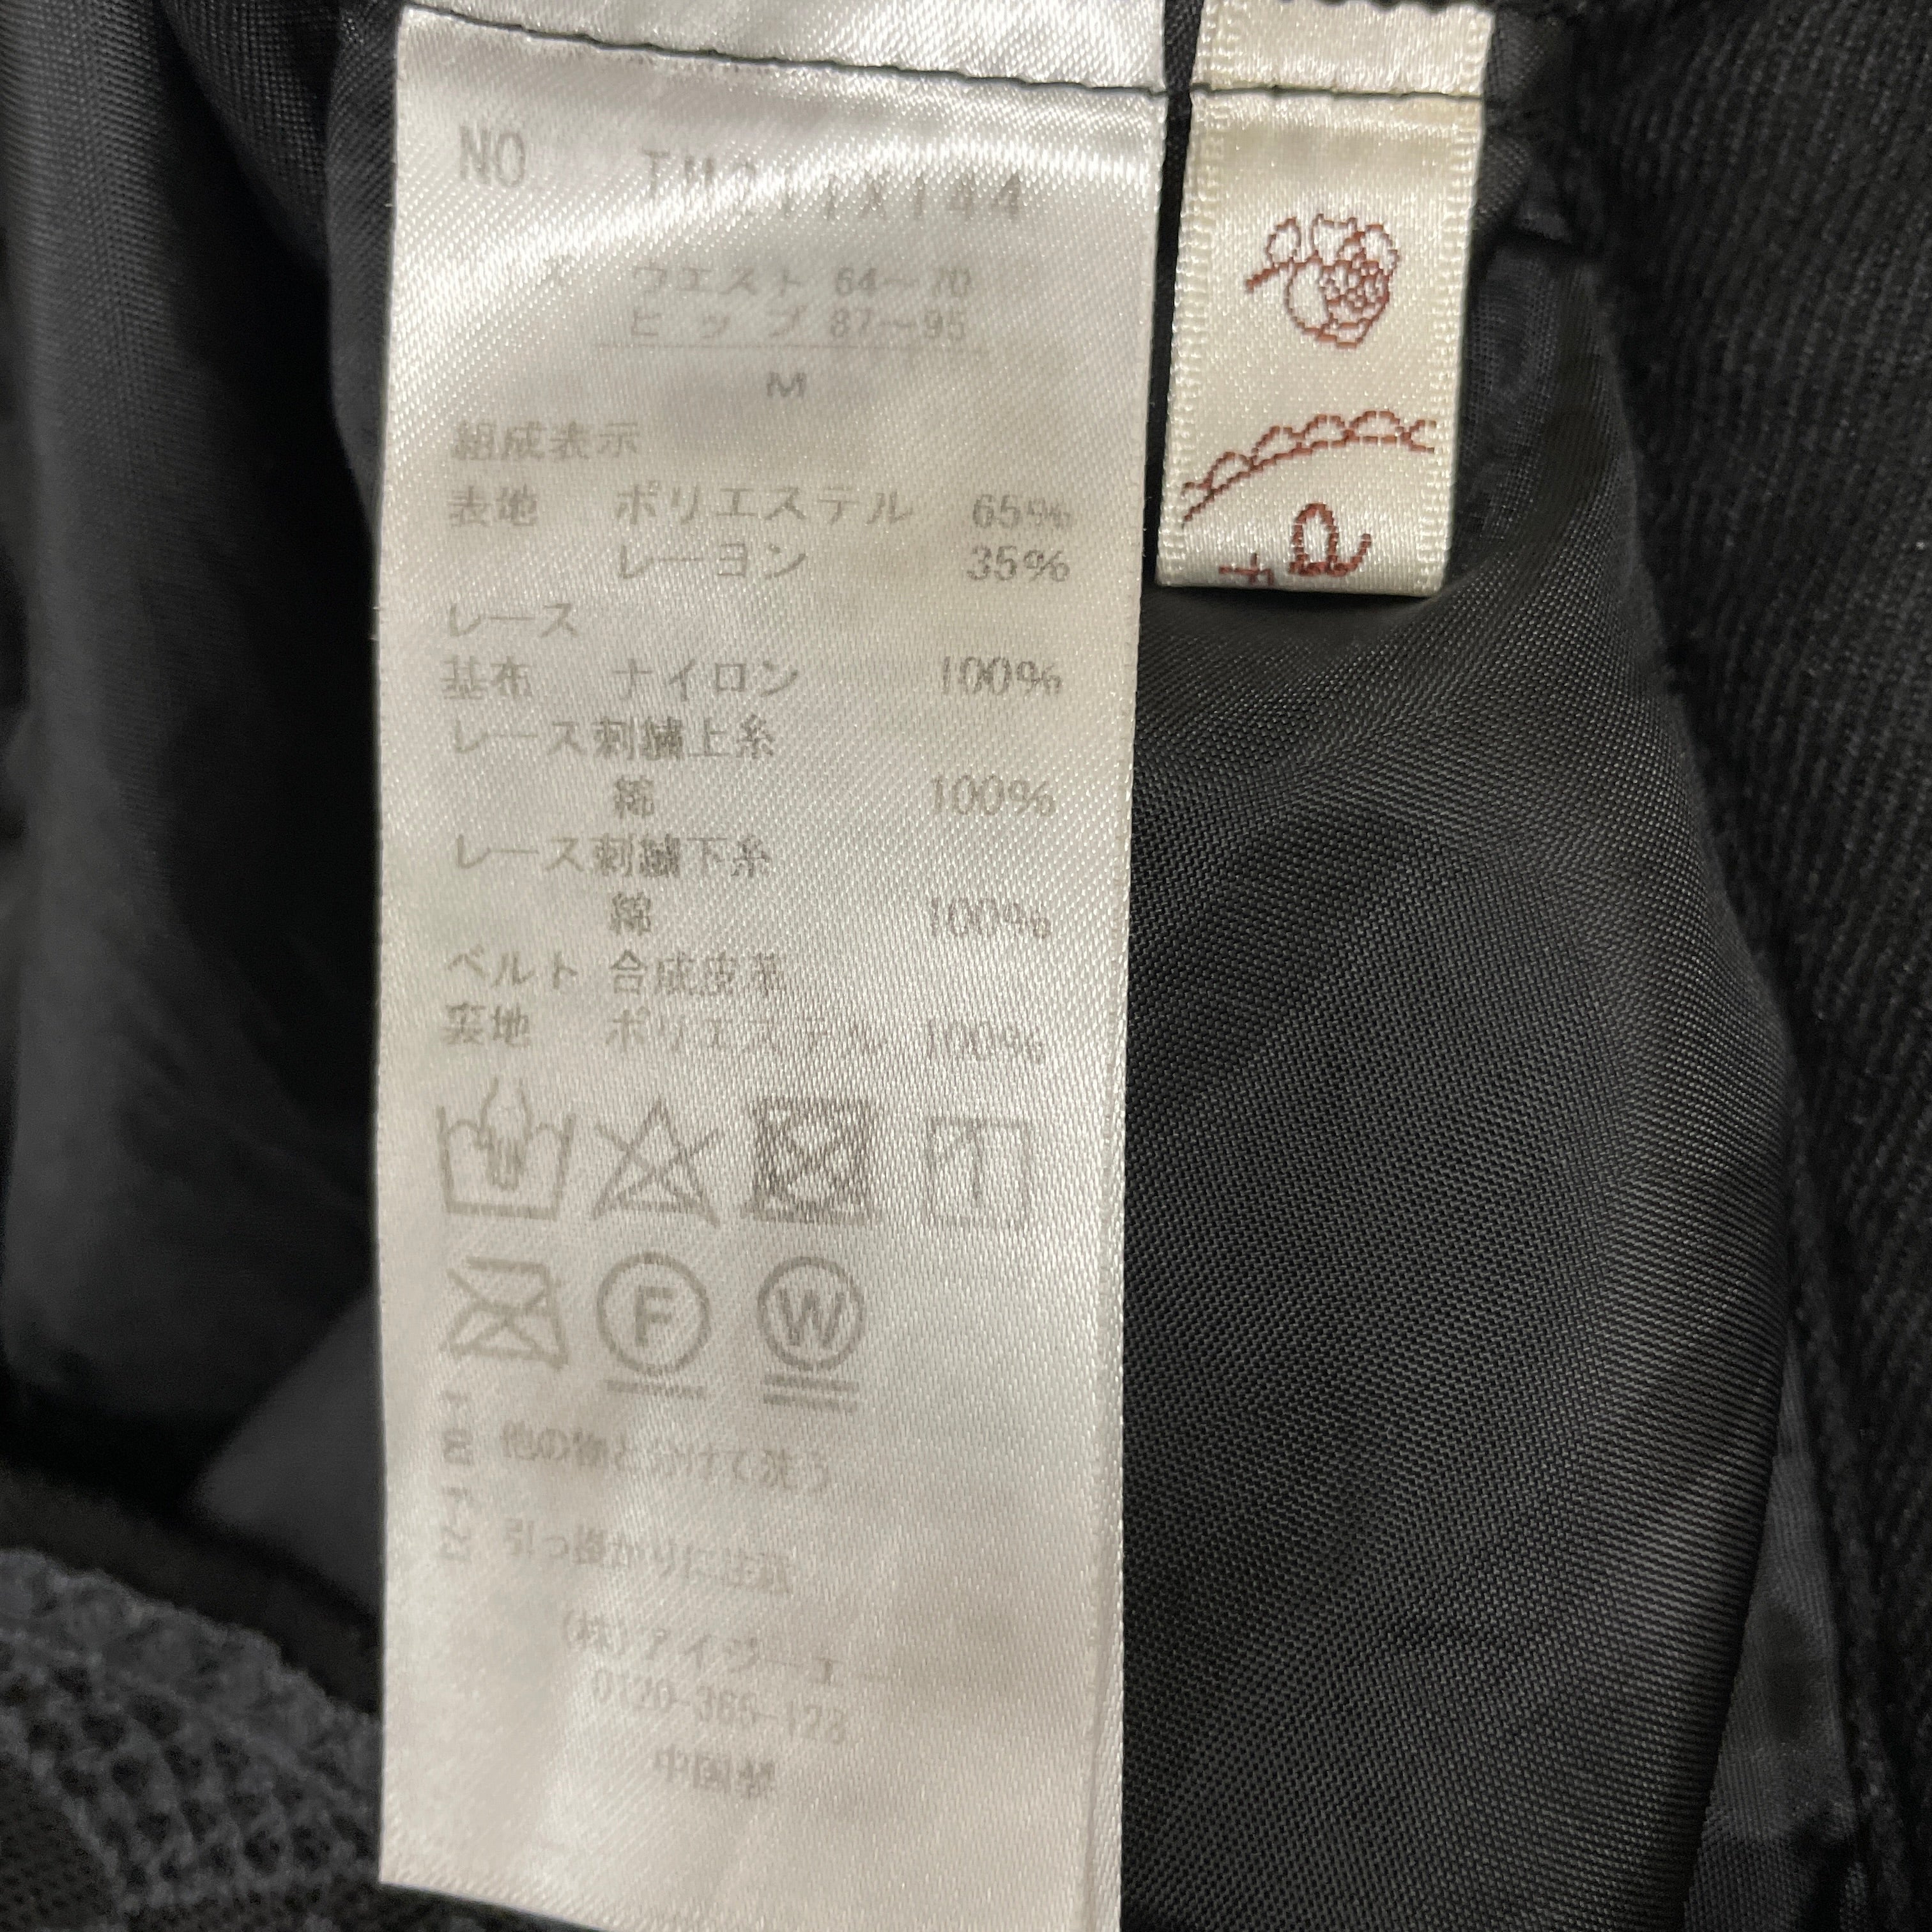 NO
ウエスト 64~70
ヒップ 87~95
M
組成表示
表地 ポリエステル 65%
レーヨン 35%
レース
基布 ナイロン 100%
レース刺繍上糸
綿 100%
レース刺繍下糸
綿 100%
ベルト 合成皮革
裏地 ポリエステル 100%
F W
他の物と分けて洗う
引っ掛かりに注意
(株)アイジーエー
0120-365-123
中国製